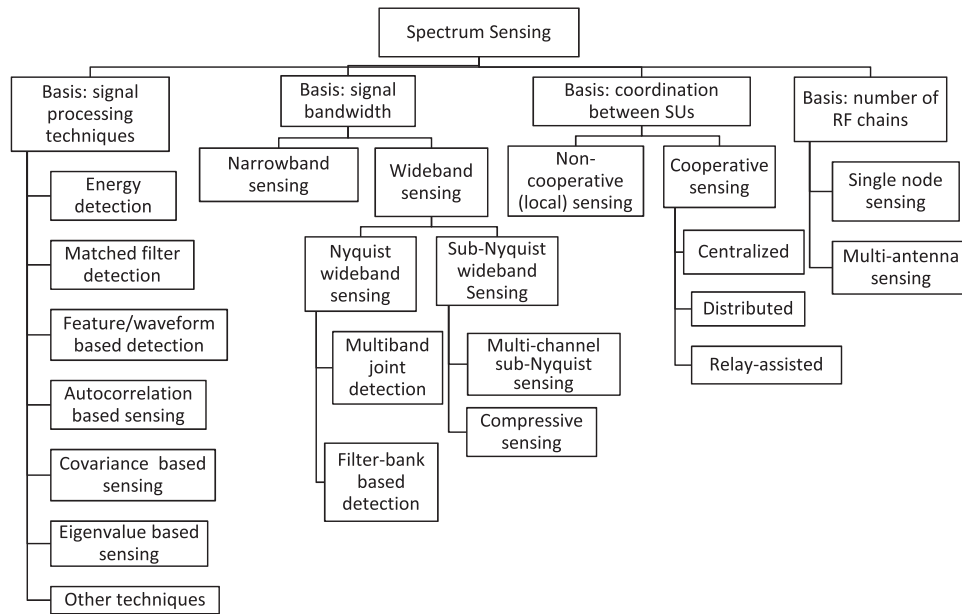 Spectrum Sensing
Basis: signal
processing
techniques
Energy
detection
Matched filter
detection
Feature/waveform
based detection
Autocorrelation
based sensing
Covariance based
sensing
Eigenvalue based
sensing
Other techniques
Basis: signal
bandwidth
Narrowband
sensing
Wideband
sensing
Nyquist
wideband
sensing
Multiband
joint
detection
Filter-bank
based
detection
Sub-Nyquist
wideband
Sensing
Multi-channel
sub-Nyquist
sensing
Compressive
sensing
Basis: coordination
between SUs
Non-
cooperative
(local) sensing
Cooperative
sensing
Centralized
Distributed
Relay-assisted
Basis: number of
RF chains
Single node
sensing
Multi-antenna
sensing